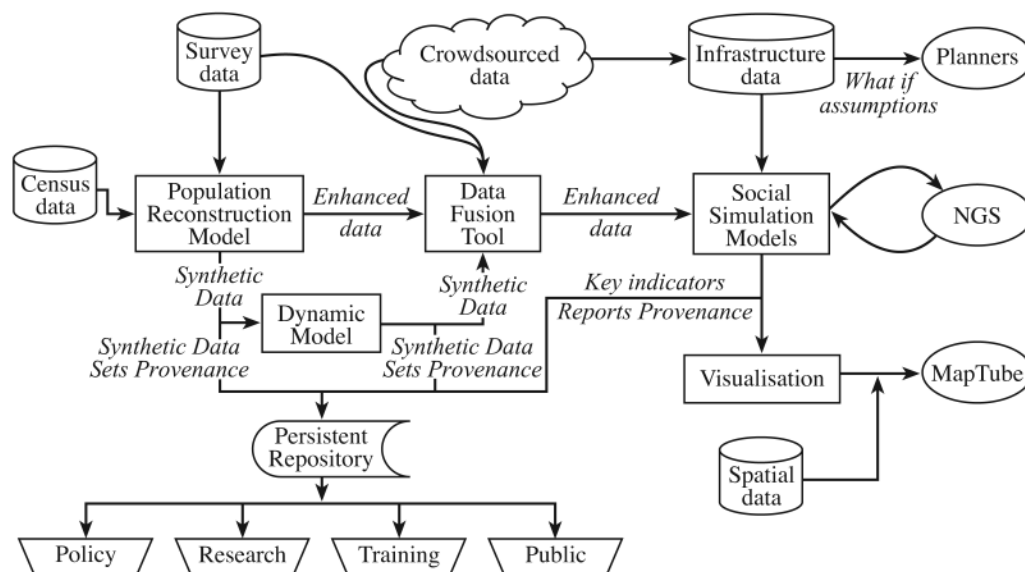 Survey
data
Crowdsourced
data
Infrastructure
data
Planners
What if
assumptions
Census
data
Population
Reconstruction
Model
Enhanced
data
Data
Fusion
Tool
Enhanced
data
Social
Simulation
Models
NGS
Synthetic
Data
Dynamic
Model
Synthetic
Data
Key indicators
Reports Provenance
Synthetic Data
Sets Provenance
Synthetic Data
Sets Provenance
Visualisation
MapTube
Persistent
Repository
Spatial
data
Policy
Research
Training
Public